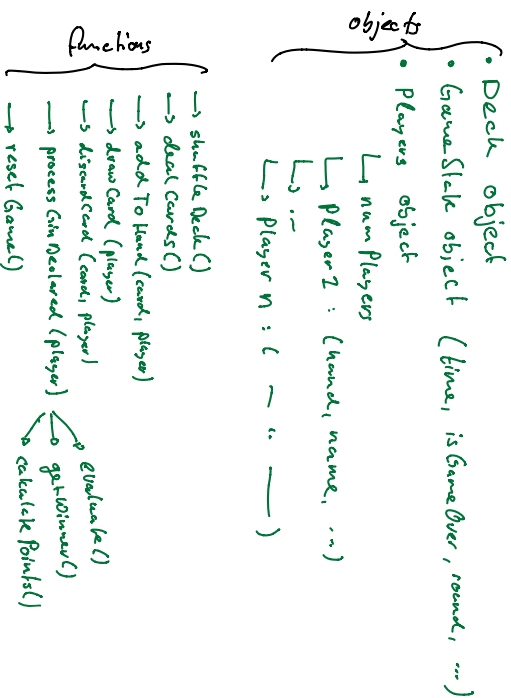 objects
• Deck object
• GameState object (time, isGameOver, round, ...)
• Players object
↳ numPlayers
↳ Player 1 : (hand, name, ...)
↳ ...
↳ Player n : ( — " — )
functions
→ shuffleDeck()
→ dealCards()
→ addToHand(card, player)
→ drawCard (player)
→ discardCard (card, player)
→ processGinDeclared (player)
→ evaluate()
→ getWinner()
→ calculatePoints()
→ resetGame()